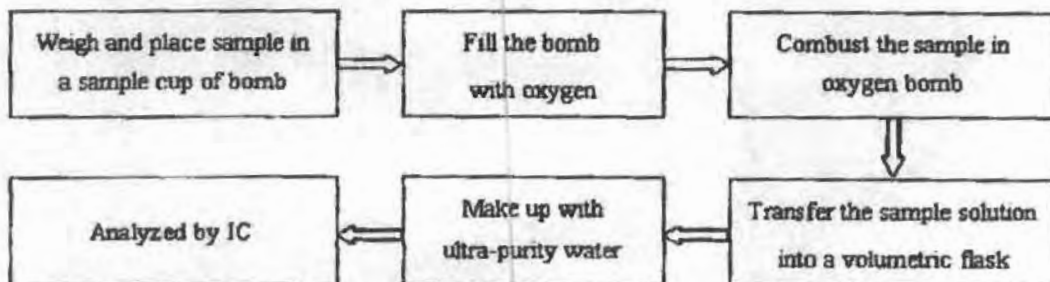 Weigh and place sample in
a sample cup of bomb
Fill the bomb
with oxygen
Combust the sample in
oxygen bomb
Transfer the sample solution
into a volumetric flask
Make up with
ultra-purity water
Analyzed by IC